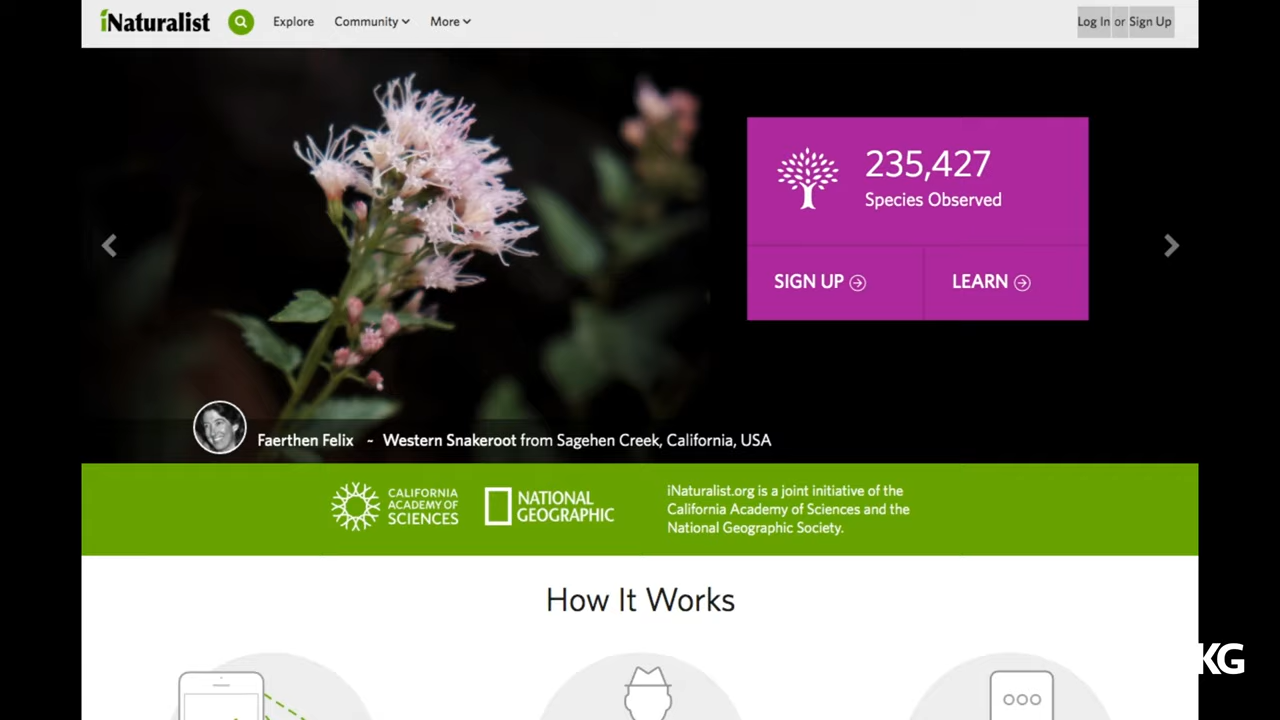 iNaturalist Explore Community More Log In or Sign Up
235,427
Species Observed
SIGN UP LEARN
Faerthen Felix ~ Western Snakeroot from Sagehen Creek, California, USA
CALIFORNIA
ACADEMY OF
SCIENCES
NATIONAL
GEOGRAPHIC
iNaturalist.org is a joint initiative of the
California Academy of Sciences and the
National Geographic Society.
How It Works
KG